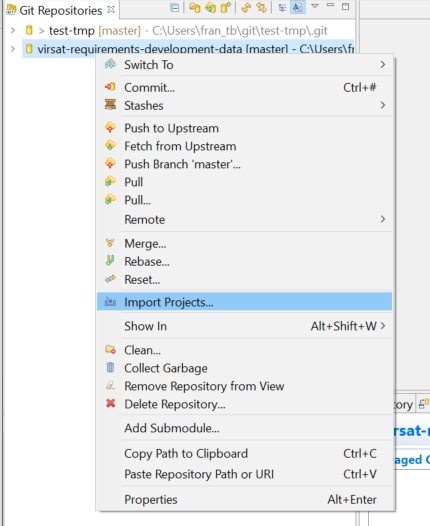 Git Repositories
> test-tmp [master] - C:\Users\fran_tb\git\test-tmp\.git
virsat-requirements-development-data [master] - C:\Users\fr
Switch To
Commit... Ctrl+#
Stashes
Push to Upstream
Fetch from Upstream
Push Branch 'master'...
Pull
Pull...
Remote
Merge...
Rebase...
Reset...
Import Projects...
Show In Alt+Shift+W
Clean...
Collect Garbage
Remove Repository from View
Delete Repository...
ory
Add Submodule...
rsat-r
Copy Path to Clipboard Ctrl+C
aged
Paste Repository Path or URI Ctrl+V
Properties Alt+Enter